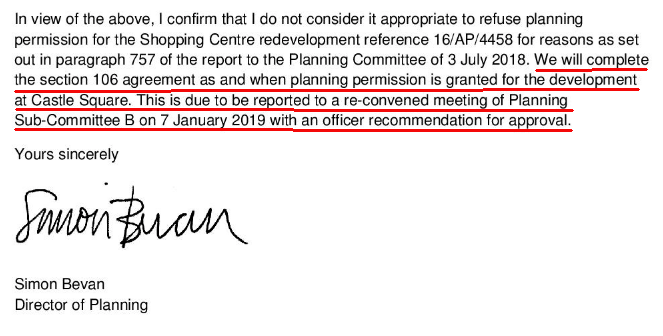 In view of the above, I confirm that I do not consider it appropriate to refuse planning
permission for the Shopping Centre redevelopment reference 16/AP/4458 for reasons as set
out in paragraph 757 of the report to the Planning Committee of 3 July 2018. We will complete
the section 106 agreement as and when planning permission is granted for the development
at Castle Square. This is due to be reported to a re-convened meeting of Planning
Sub-Committee B on 7 January 2019 with an officer recommendation for approval.
Yours sincerely
Simon Bevan
Simon Bevan
Director of Planning